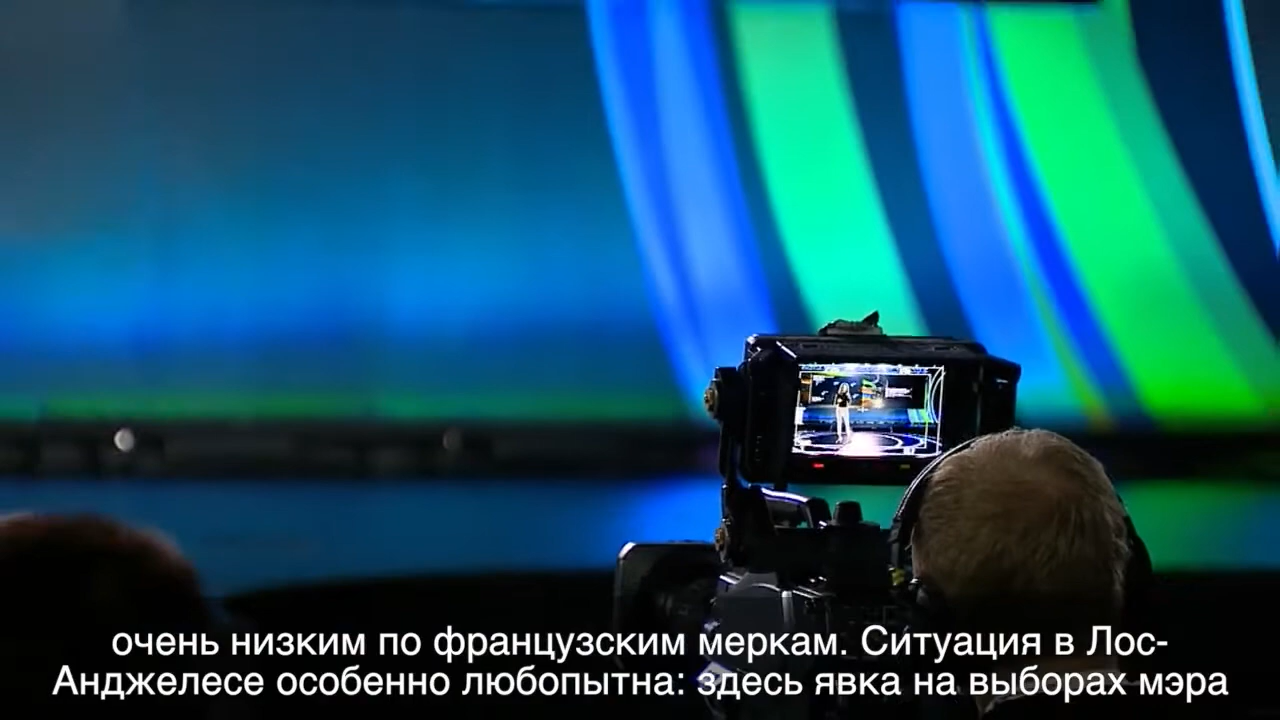 очень низким по французским меркам. Ситуация в Лос-
Анджелесе особенно любопытна: здесь явка на выборах мэра